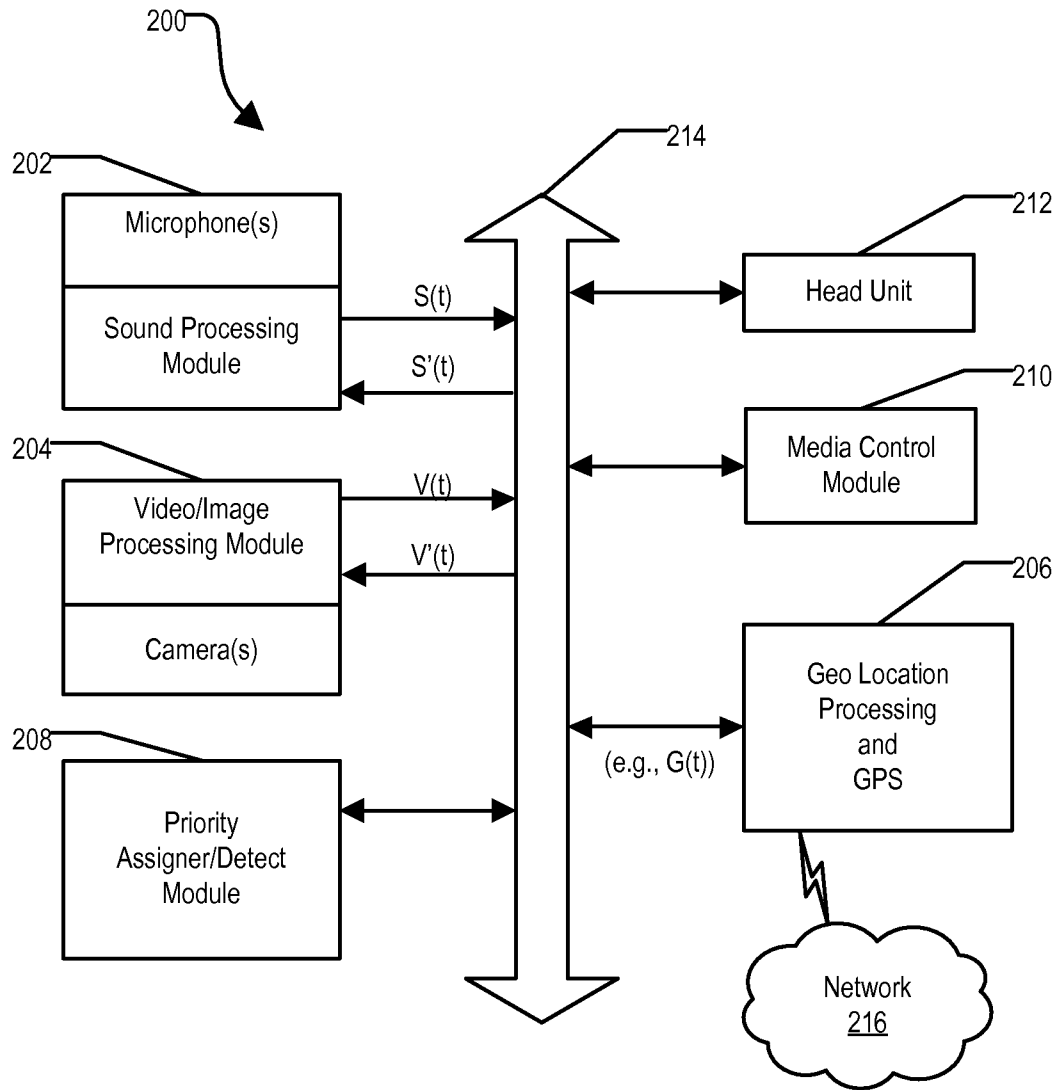 200
202
214
Microphone(s)
212
S(t)
Head Unit
Sound Processing
Module
S’(t)
210
204
Media Control
Module
V(t)
Video/Image
Processing Module
V’(t)
206
Camera(s)
Geo Location
Processing
and
GPS
208
(e.g., G(t))
Priority
Assigner/Detect
Module
Network
216